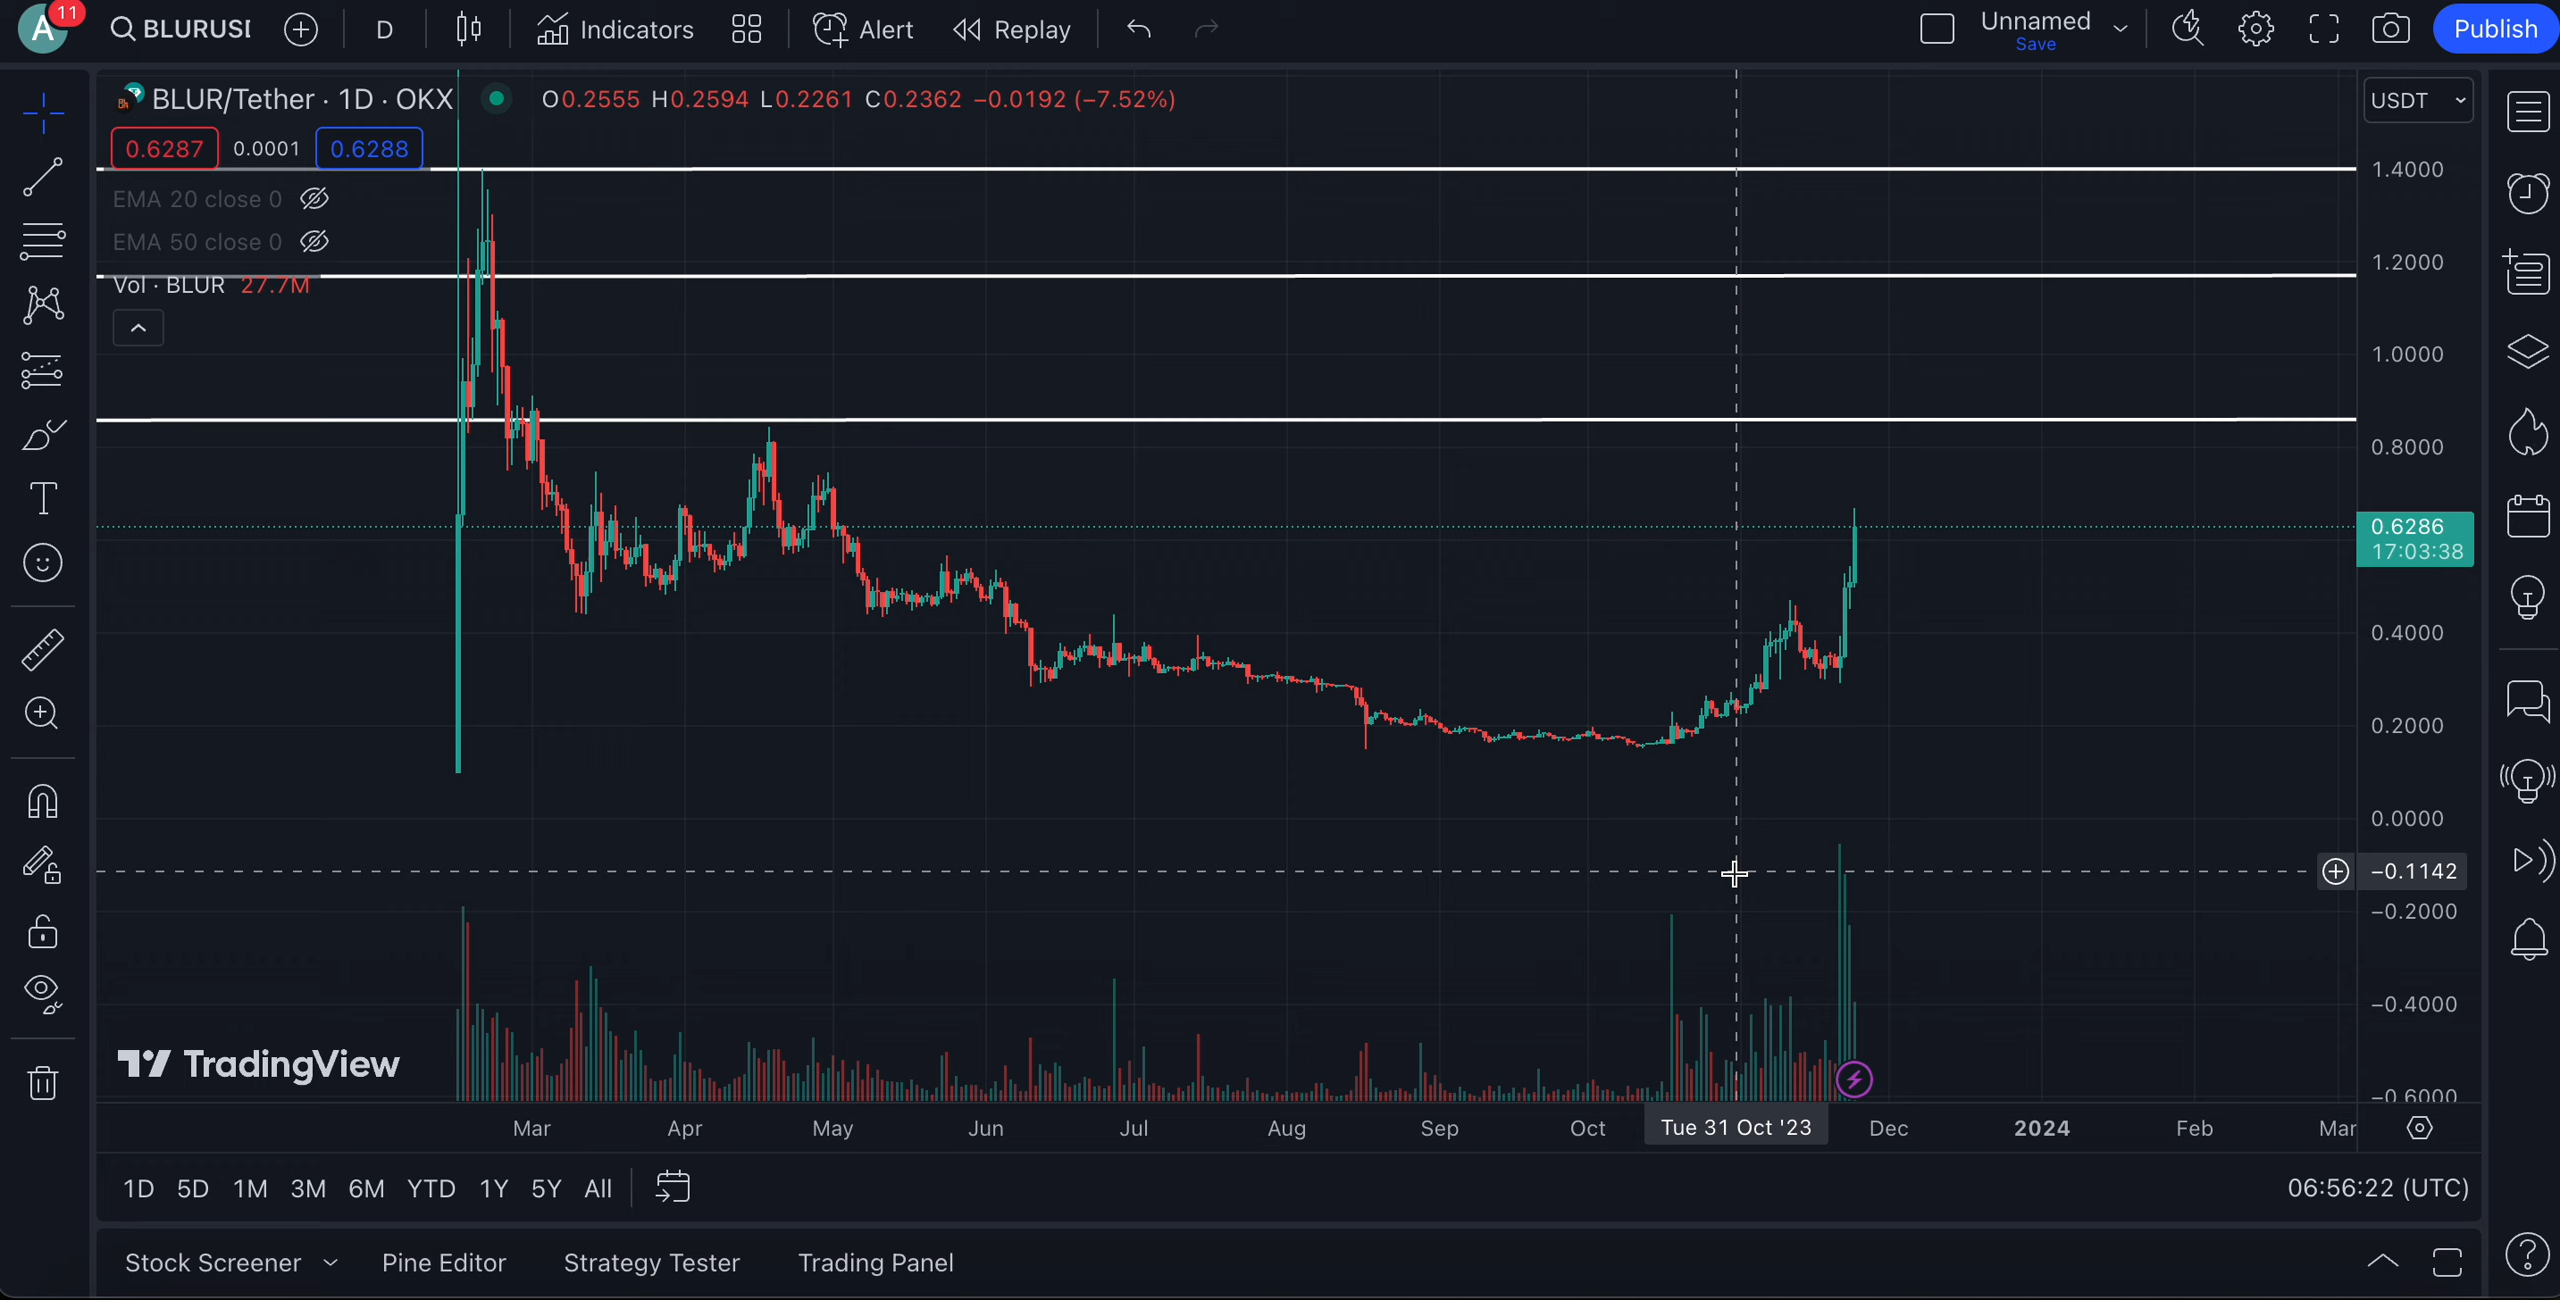 A 11 BLURUSI D Indicators Alert Replay Unnamed Publish
Save
BLUR/Tether · 1D · OKX O0.2555 H0.2594 L0.2261 C0.2362 −0.0192 (−7.52%) USDT
0.6287 0.0001 0.6288
EMA 20 close 0
EMA 50 close 0
Vol · BLUR 27.7M
1.4000
1.2000
1.0000
0.8000
0.6286
17:03:38
0.4000
0.2000
0.0000
−0.1142
−0.2000
−0.4000
−0.6000
TradingView
Mar Apr May Jun Jul Aug Sep Oct Tue 31 Oct '23 Dec 2024 Feb Mar
1D 5D 1M 3M 6M YTD 1Y 5Y All 06:56:22 (UTC)
Stock Screener Pine Editor Strategy Tester Trading Panel